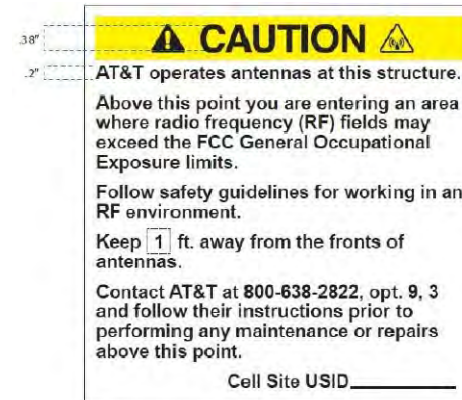 .38"
CAUTION
.2"
AT&T operates antennas at this structure.
Above this point you are entering an area
where radio frequency (RF) fields may
exceed the FCC General Occupational
Exposure limits.
Follow safety guidelines for working in an
RF environment.
Keep 1 ft. away from the fronts of
antennas.
Contact AT&T at 800-638-2822, opt. 9, 3
and follow their instructions prior to
performing any maintenance or repairs
above this point.
Cell Site USID